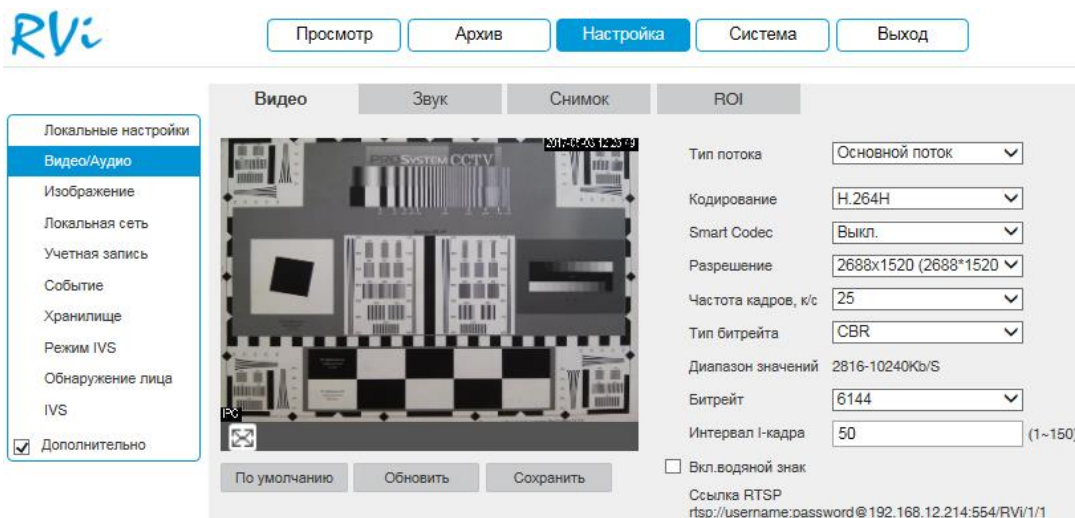 RVi
Просмотр Архив Настройка Система Выход
Видео Звук Снимок ROI
Локальные настройки
Видео/Аудио
Изображение
Локальная сеть
Учетная запись
Событие
Хранилище
Режим IVS
Обнаружение лица
IVS
Дополнительно
PRO SYSTEM CCTV
IPC
По умолчанию Обновить Сохранить
Тип потока Основной поток
Кодирование H.264H
Smart Codec Выкл.
Разрешение 2688x1520 (2688*1520
Частота кадров, к/с 25
Тип битрейта CBR
Диапазон значений 2816-10240Kb/S
Битрейт 6144
Интервал I-кадра 50 (1~150)
Вкл.водяной знак
Ссылка RTSP
rtsp://username:password@192.168.12.214:554/RVi/1/1